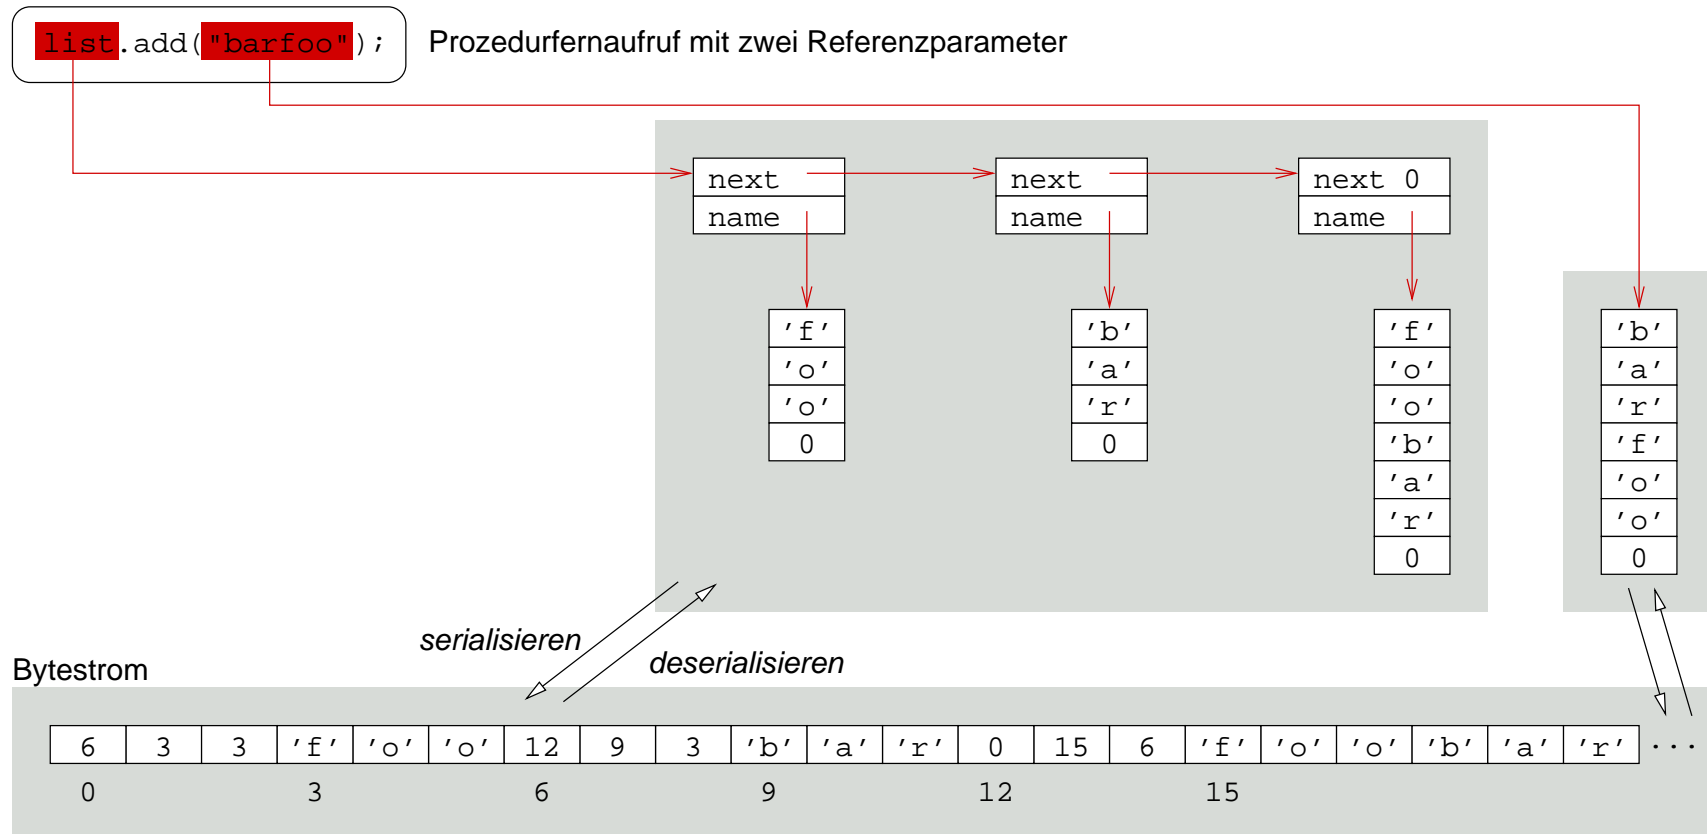 list.add("barfoo");
Prozedurfernaufruf mit zwei Referenzparameter
next next next 0
name name name
'f' 'b' 'f' 'b'
'o' 'a' 'o' 'a'
'o' 'r' 'o' 'r'
0 0 'b' 'f'
'a' 'o'
'r' 'o'
0 0
serialisieren
deserialisieren
Bytestrom
6 3 3 'f' 'o' 'o' 12 9 3 'b' 'a' 'r' 0 15 6 'f' 'o' 'o' 'b' 'a' 'r' ...
0 3 6 9 12 15